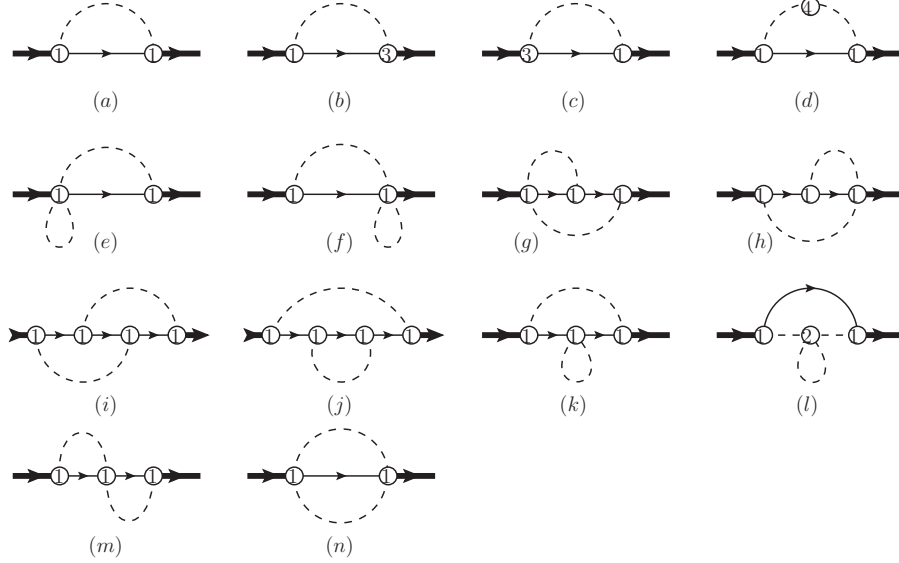 4
1 1 1 3 3 1 1 1
(a) (b) (c) (d)
1 1 1 1 1 1 1 1 1 1
(e) (f) (g) (h)
1 1 1 1 1 1 1 1 1 1 1 1 2 1
(i) (j) (k) (l)
1 1 1 1 1
(m) (n)